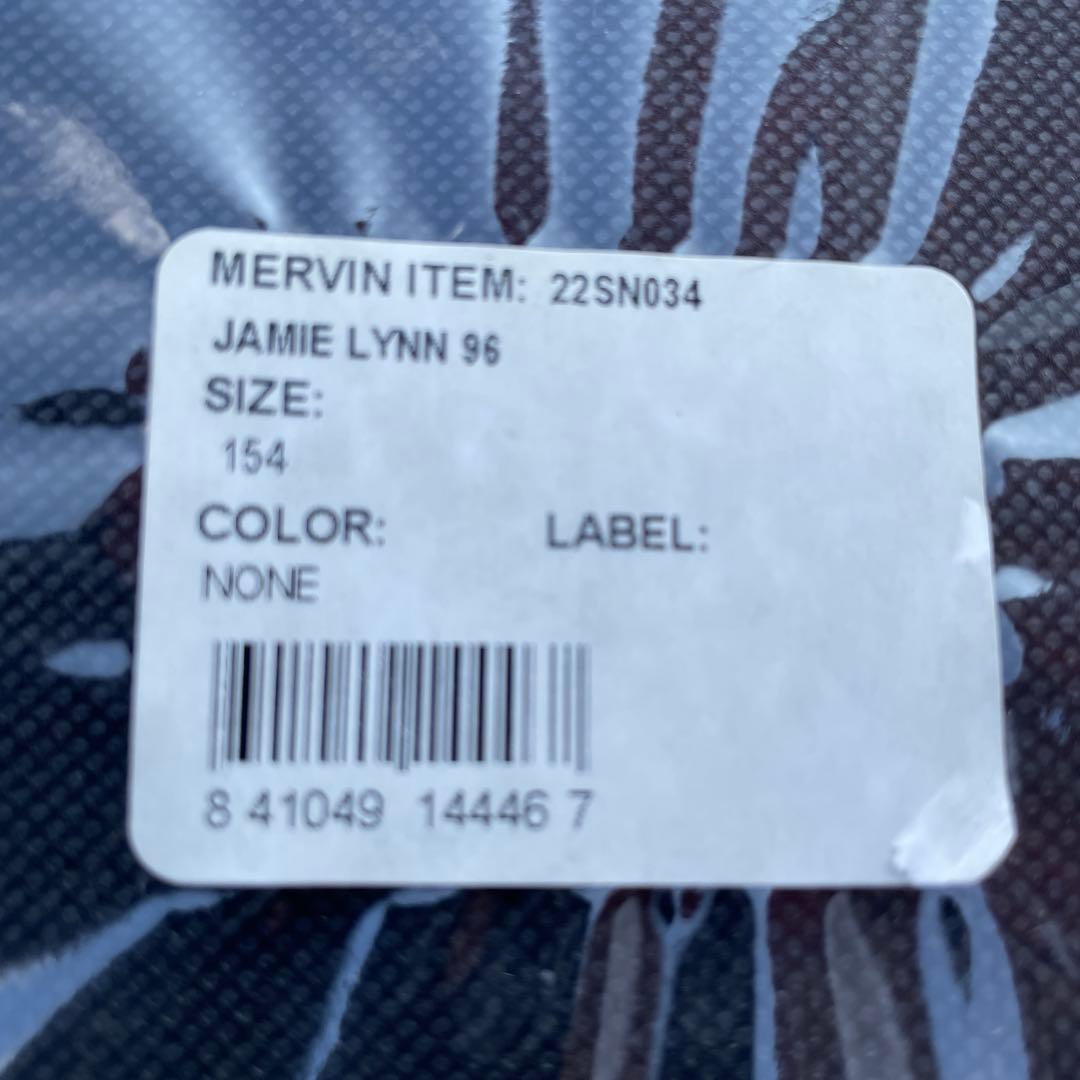 MERVIN ITEM: 22SN034
JAMIE LYNN 96
SIZE:
154
COLOR: LABEL:
NONE
8 41049 14446 7